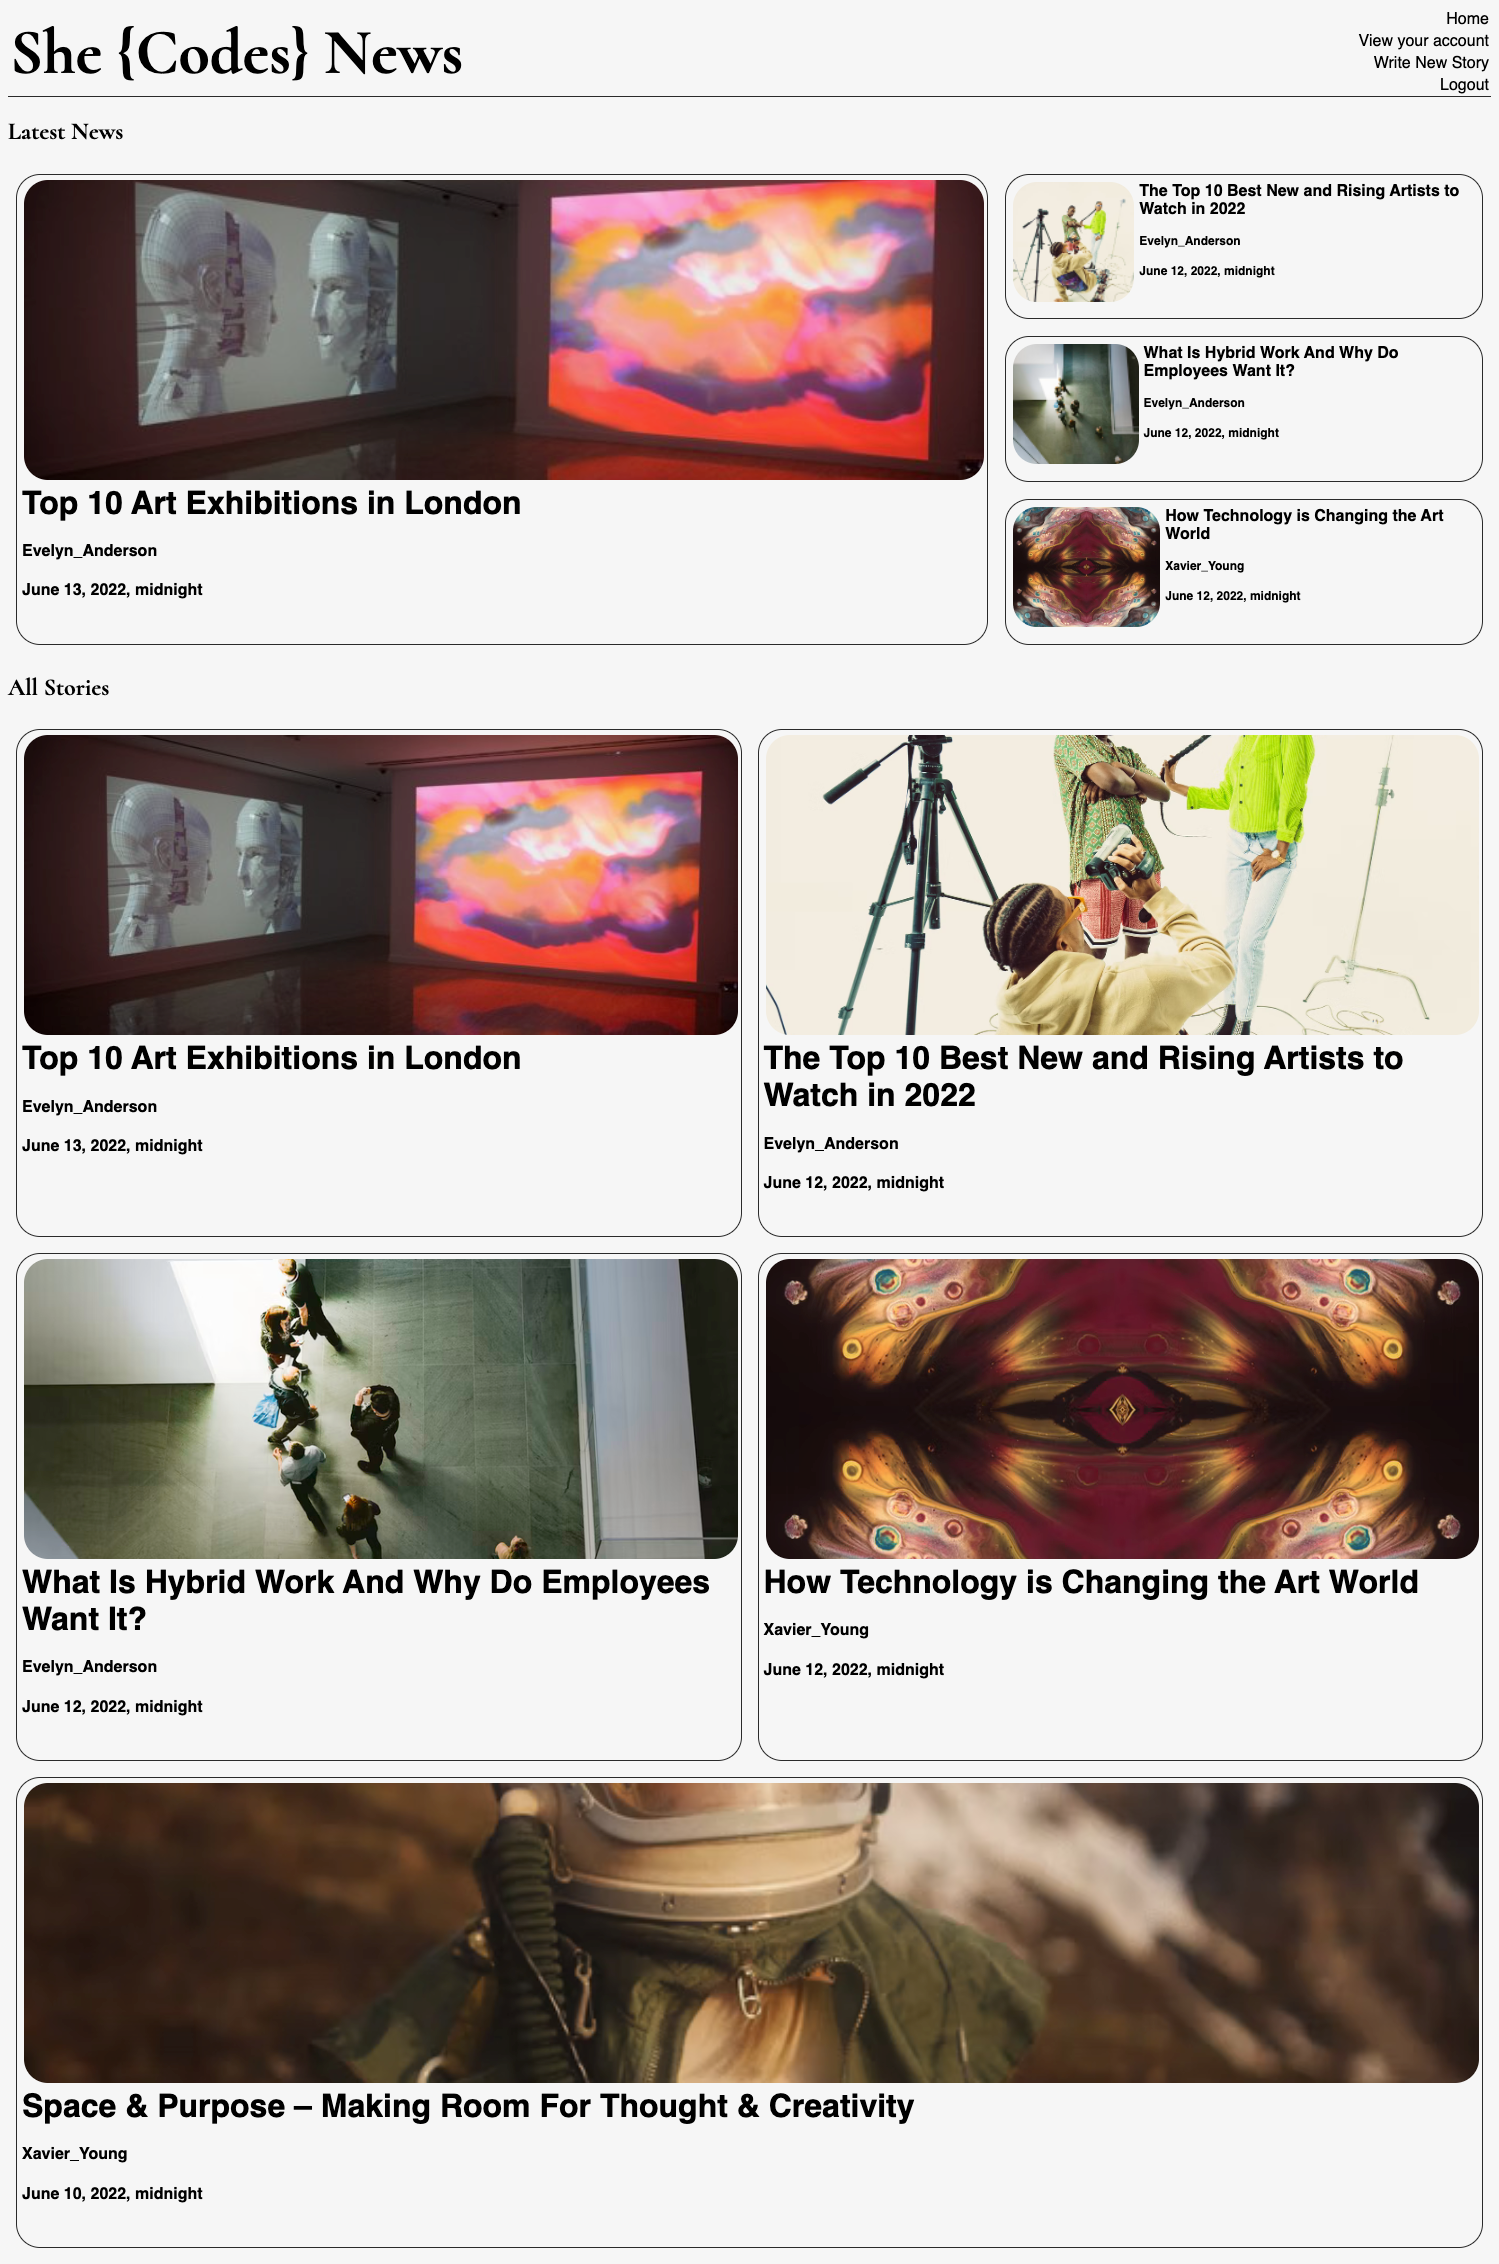 She {Codes} News
Home
View your account
Write New Story
Logout
Latest News
Top 10 Art Exhibitions in London
Evelyn_Anderson
June 13, 2022, midnight
The Top 10 Best New and Rising Artists to
Watch in 2022
Evelyn_Anderson
June 12, 2022, midnight
What Is Hybrid Work And Why Do
Employees Want It?
Evelyn_Anderson
June 12, 2022, midnight
How Technology is Changing the Art
World
Xavier_Young
June 12, 2022, midnight
All Stories
Top 10 Art Exhibitions in London
Evelyn_Anderson
June 13, 2022, midnight
The Top 10 Best New and Rising Artists to
Watch in 2022
Evelyn_Anderson
June 12, 2022, midnight
What Is Hybrid Work And Why Do Employees
Want It?
Evelyn_Anderson
June 12, 2022, midnight
How Technology is Changing the Art World
Xavier_Young
June 12, 2022, midnight
Space & Purpose – Making Room For Thought & Creativity
Xavier_Young
June 10, 2022, midnight